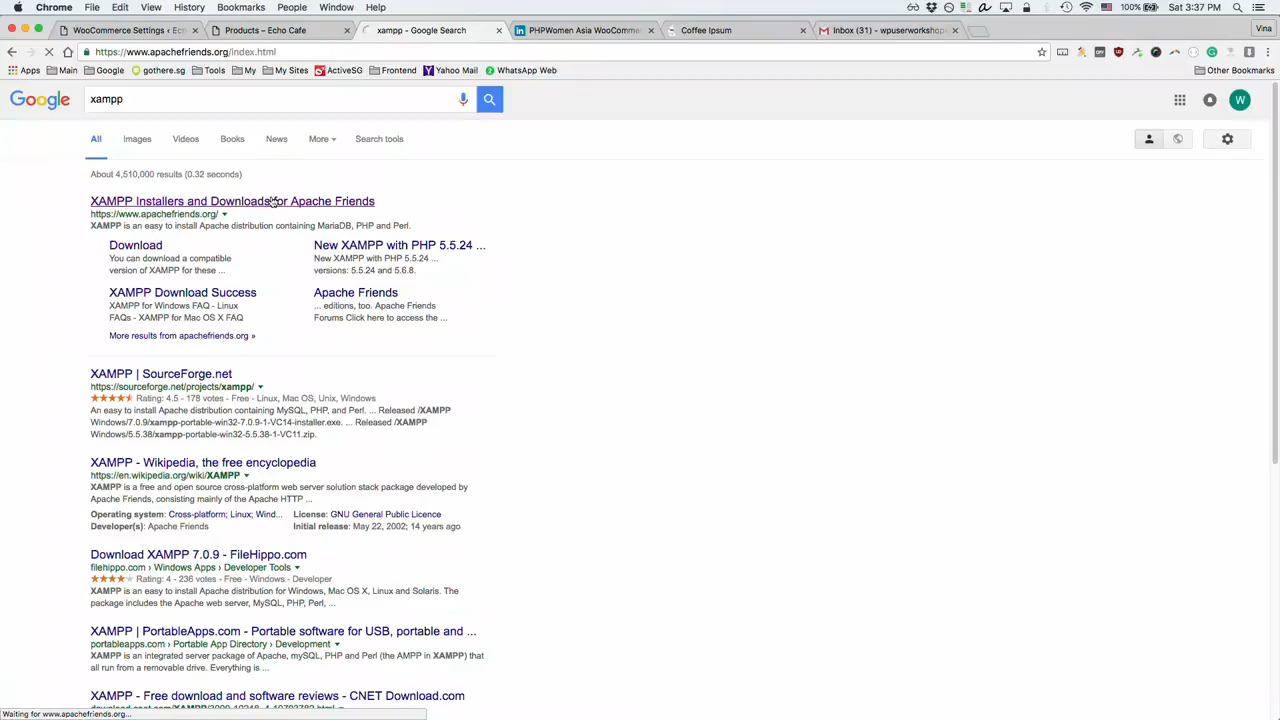 Chrome File Edit View History Bookmarks People Window Help 100% Sat 3:37 PM
WooCommerce Settings ‹ Ech Products – Echo Cafe xampp - Google Search PHPWomen Asia WooComme Coffee Ipsum Inbox (31) - wpuserworkshop Vina
https://www.apachefriends.org/index.html
Apps Main Google gothere.sg Tools My My Sites ActiveSG Frontend Yahoo Mail WhatsApp Web Other Bookmarks
Google xampp W
All Images Videos Books News More Search tools
About 4,510,000 results (0.32 seconds)
XAMPP Installers and Downloads for Apache Friends
https://www.apachefriends.org/
XAMPP is an easy to install Apache distribution containing MariaDB, PHP and Perl.
Download
You can download a compatible
version of XAMPP for these ...
New XAMPP with PHP 5.5.24 ...
New XAMPP with PHP 5.5.24 ...
versions: 5.5.24 and 5.6.8.
XAMPP Download Success
XAMPP for Windows FAQ - Linux
FAQs - XAMPP for Mac OS X FAQ
Apache Friends
... editions, too. Apache Friends
Forums Click here to access the ...
More results from apachefriends.org »
XAMPP | SourceForge.net
https://sourceforge.net/projects/xampp/
Rating: 4.5 - 178 votes - Free - Linux, Mac OS, Unix, Windows
An easy to install Apache distribution containing MySQL, PHP, and Perl. ... Released /XAMPP
Windows/7.0.9/xampp-portable-win32-7.0.9-1-VC14-installer.exe. ... Released /XAMPP
Windows/5.5.38/xampp-portable-win32-5.5.38-1-VC11.zip.
XAMPP - Wikipedia, the free encyclopedia
https://en.wikipedia.org/wiki/XAMPP
XAMPP is a free and open source cross-platform web server solution stack package developed by
Apache Friends, consisting mainly of the Apache HTTP ...
Operating system: Cross-platform; Linux; Wind... License: GNU General Public Licence
Developer(s): Apache Friends Initial release: May 22, 2002; 14 years ago
Download XAMPP 7.0.9 - FileHippo.com
filehippo.com › Windows Apps › Developer Tools
Rating: 4 - 236 votes - Free - Windows - Developer
XAMPP is an easy to install Apache distribution for Windows, Mac OS X, Linux and Solaris. The
package includes the Apache web server, MySQL, PHP, Perl, ...
XAMPP | PortableApps.com - Portable software for USB, portable and ...
portableapps.com › Portable App Directory › Development
XAMPP is an integrated server package of Apache, mySQL, PHP and Perl (the AMPP in XAMPP) that
all run from a removable drive. Everything is ...
XAMPP - Free download and software reviews - CNET Download.com
Waiting for www.apachefriends.org...